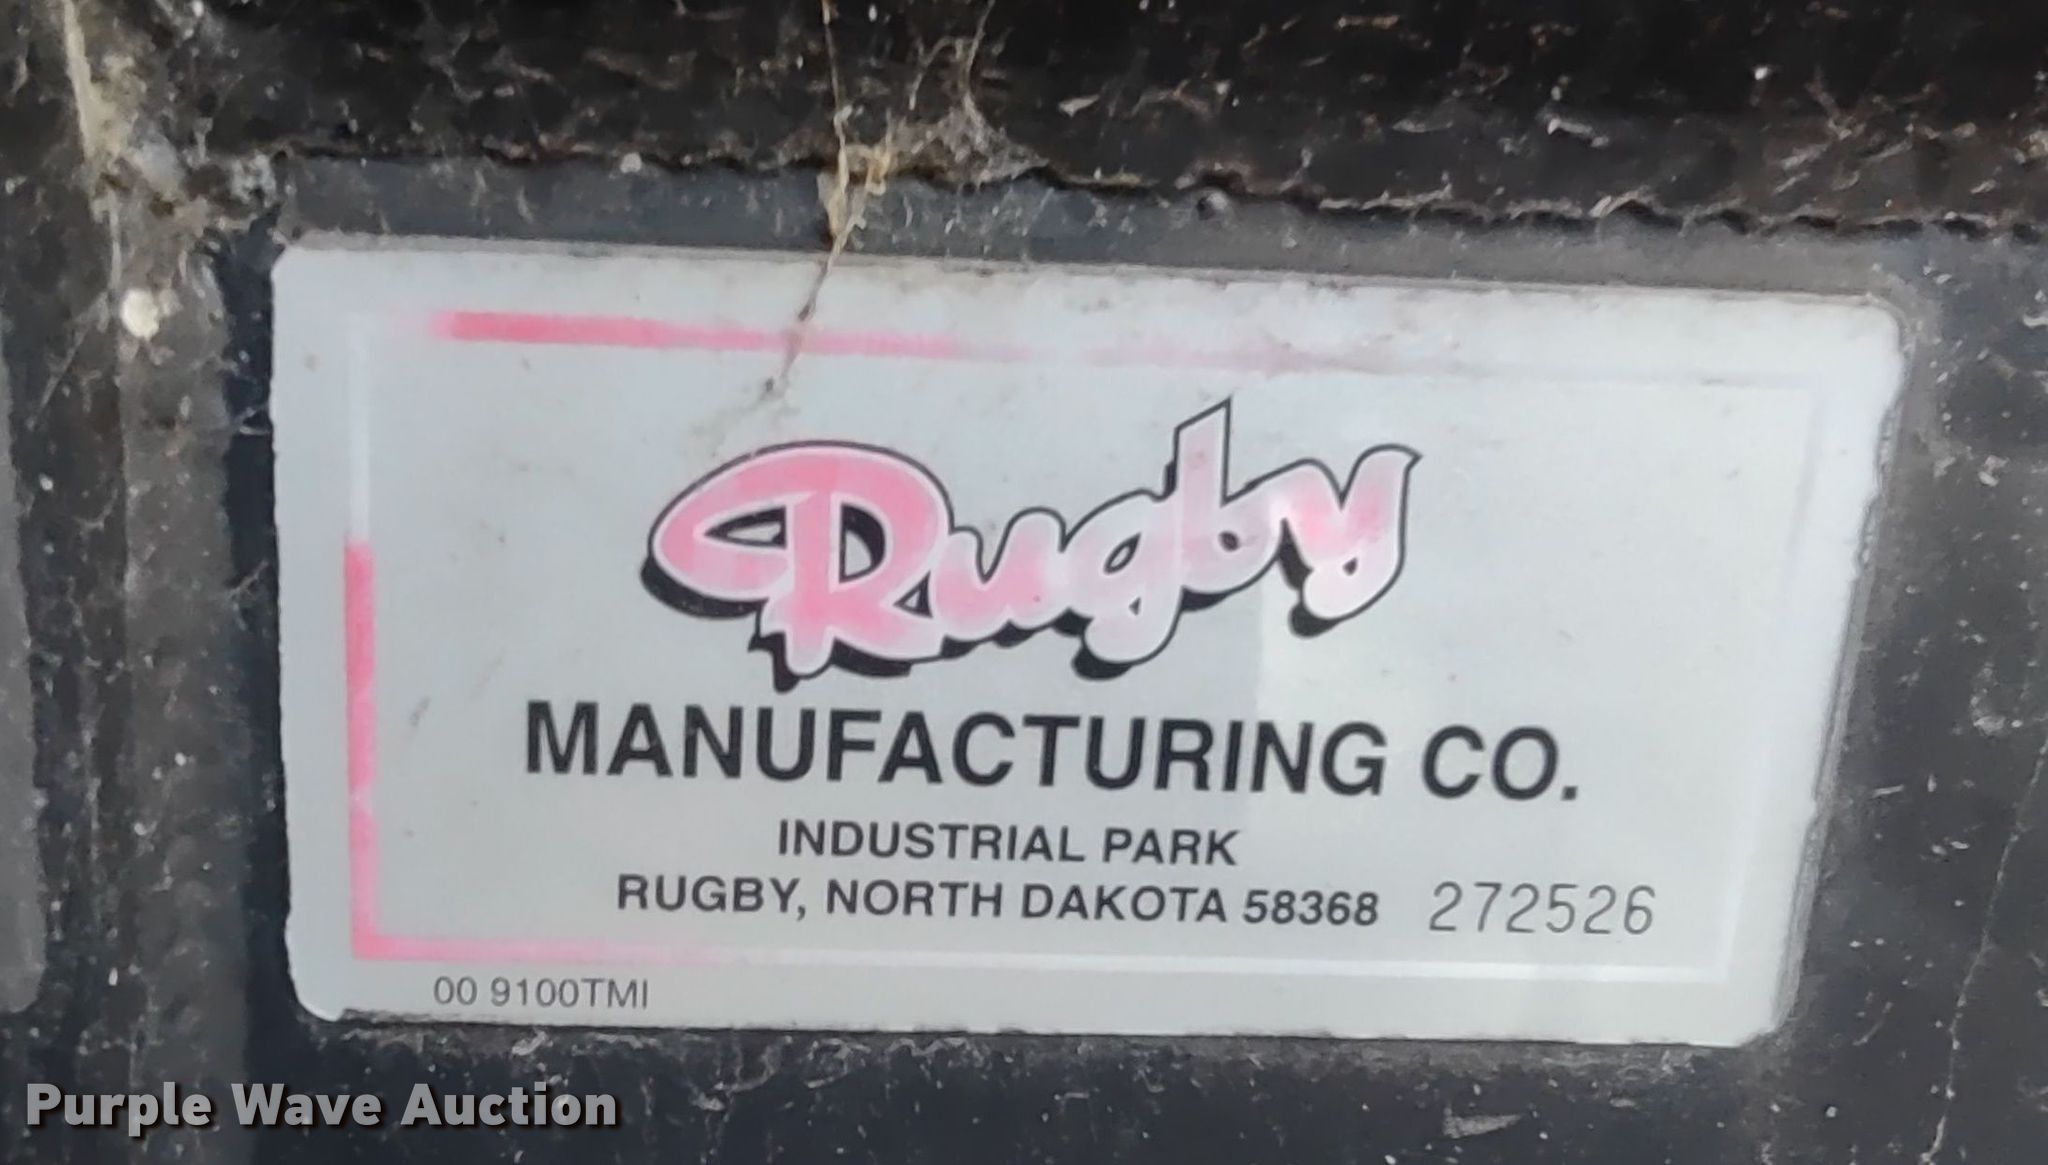 Rugby
MANUFACTURING CO.
INDUSTRIAL PARK
RUGBY, NORTH DAKOTA 58368 272526
00 9100TMI
Purple Wave Auction